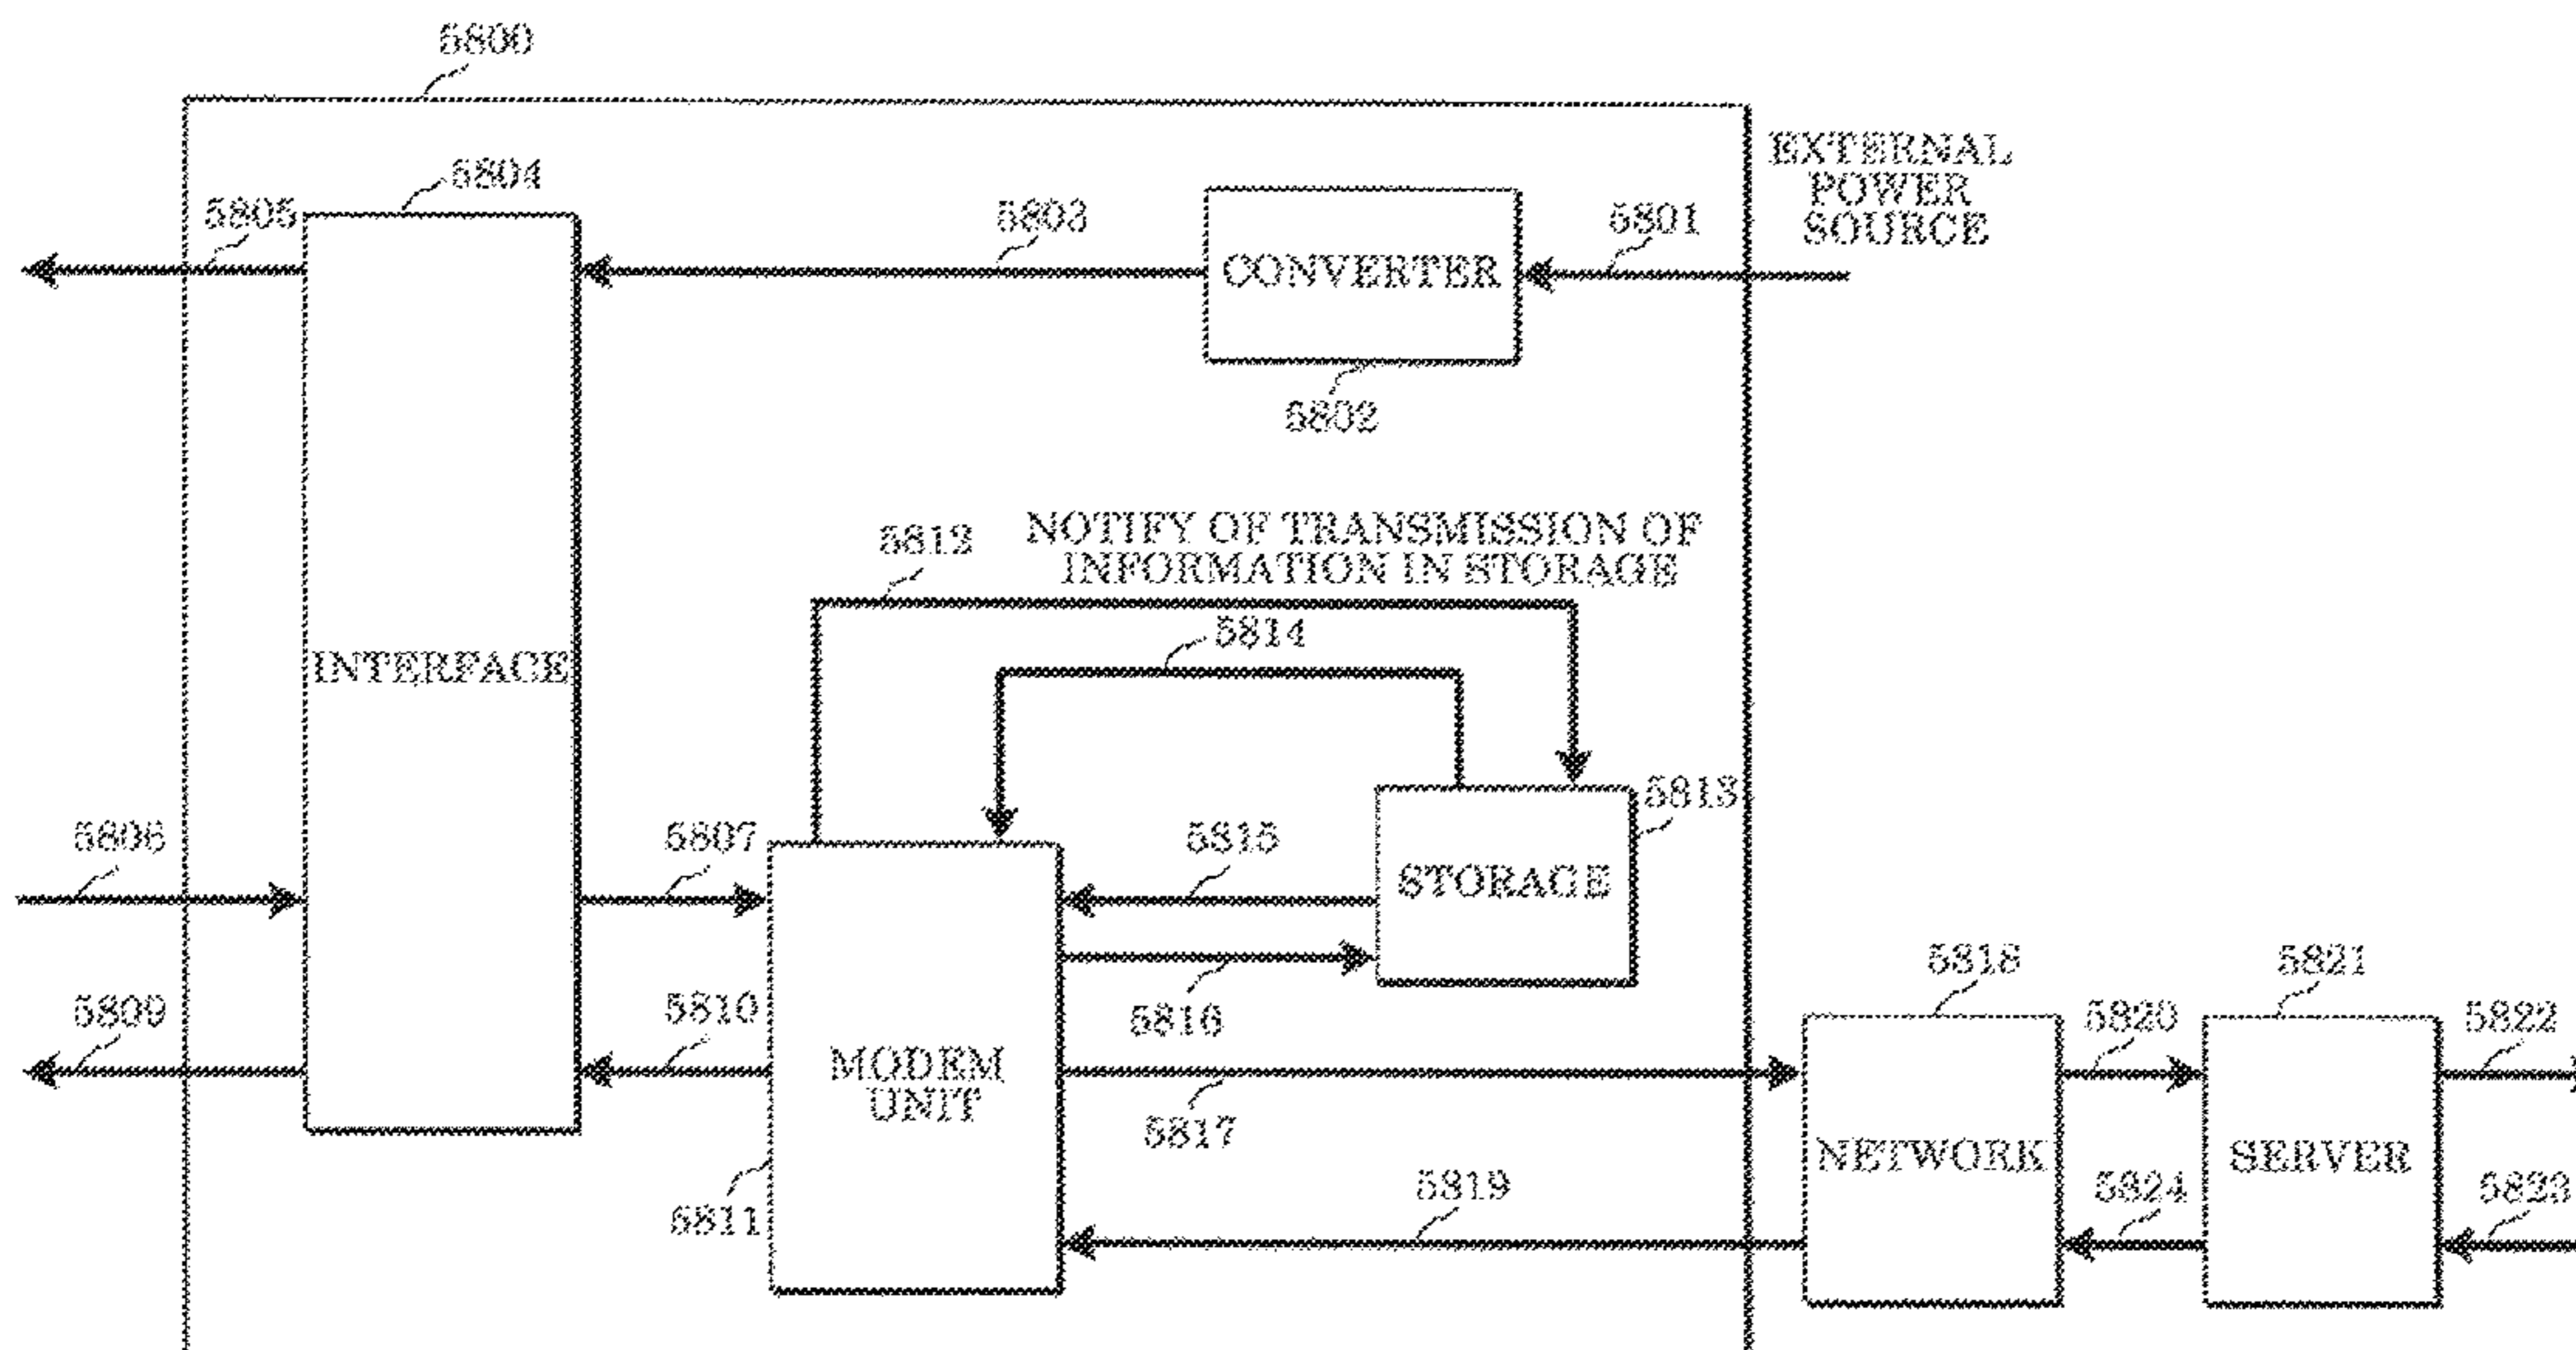 5800
EXTERNAL
POWER
SOURCE
5804
5805
5803
5801
CONVERTER
5802
5812
NOTIFY OF TRANSMISSION OF
INFORMATION IN STORAGE
5814
INTERFACE
5813
5806
5807
5815
STORAGE
5818
5821
5809
5810
5816
5820
5822
MODEM
UNIT
5817
NETWORK
SERVER
5811
5819
5824
5823